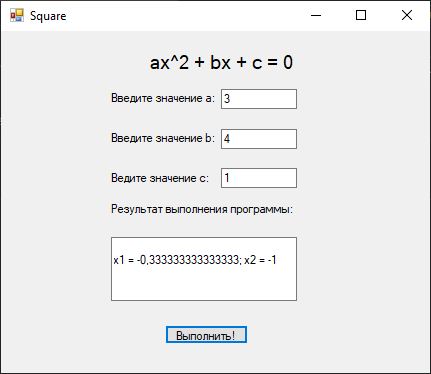 Square
ax^2 + bx + c = 0
Введите значение a: 3
Введите значение b: 4
Ведите значение c: 1
Результат выполнения программы:
x1 = -0,333333333333333; x2 = -1
Выполнить!